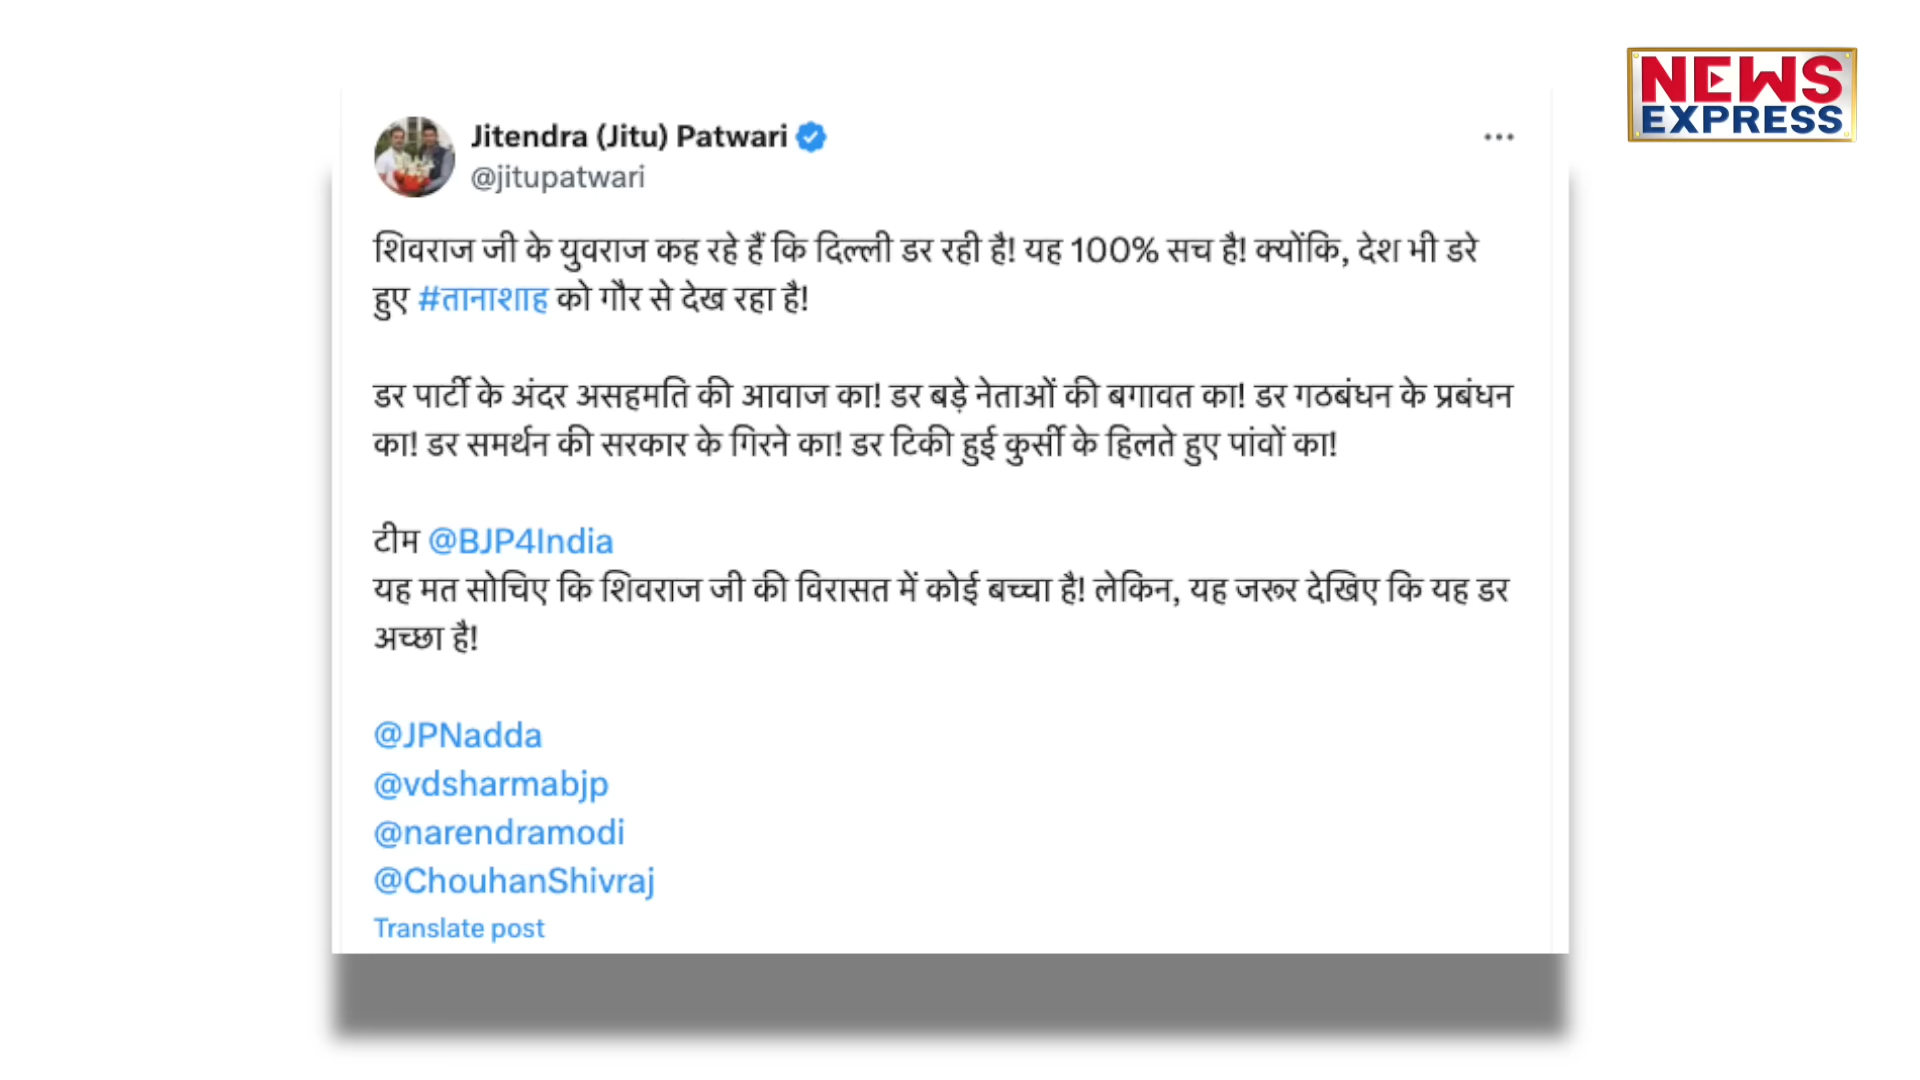 NEWS
EXPRESS
Jitendra (Jitu) Patwari
@jitupatwari
शिवराज जी के युवराज कह रहे हैं कि दिल्ली डर रही है! यह 100% सच है! क्योंकि, देश भी डरे
हुए #तानाशाह को गौर से देख रहा है!
डर पार्टी के अंदर असहमति की आवाज का! डर बड़े नेताओं की बगावत का! डर गठबंधन के प्रबंधन
का! डर समर्थन की सरकार के गिरने का! डर टिकी हुई कुर्सी के हिलते हुए पांवों का!
टीम @BJP4India
यह मत सोचिए कि शिवराज जी की विरासत में कोई बच्चा है! लेकिन, यह जरूर देखिए कि यह डर
अच्छा है!
@JPNadda
@vdsharmabjp
@narendramodi
@ChouhanShivraj
Translate post